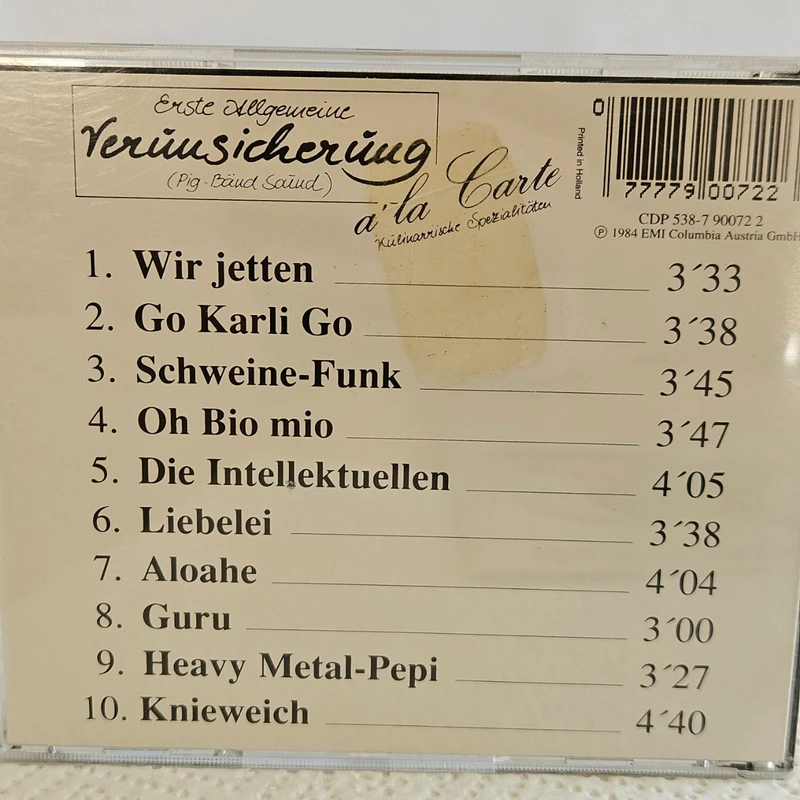 Erste Allgemeine
Verünsicherüng
(Pig-Bänd Saünd)
a' la Carte
Külinarrische Spezialitäten
Printed in Holland
0 77779 00722
CDP 538-7 90072 2
Ⓟ 1984 EMI Columbia Austria GmbH
1. Wir jetten 3´33
2. Go Karli Go 3´38
3. Schweine-Funk 3´45
4. Oh Bio mio 3´47
5. Die Intellektuellen 4´05
6. Liebelei 3´38
7. Aloahe 4´04
8. Guru 3´00
9. Heavy Metal-Pepi 3´27
10. Knieweich 4´40